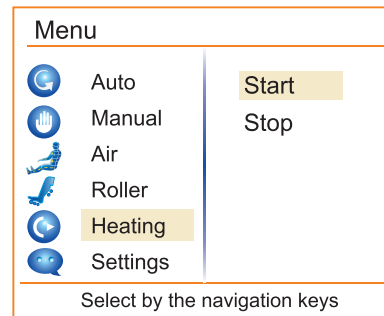 Menu
Auto
Manual
Air
Roller
Heating
Settings
Start
Stop
Select by the navigation keys